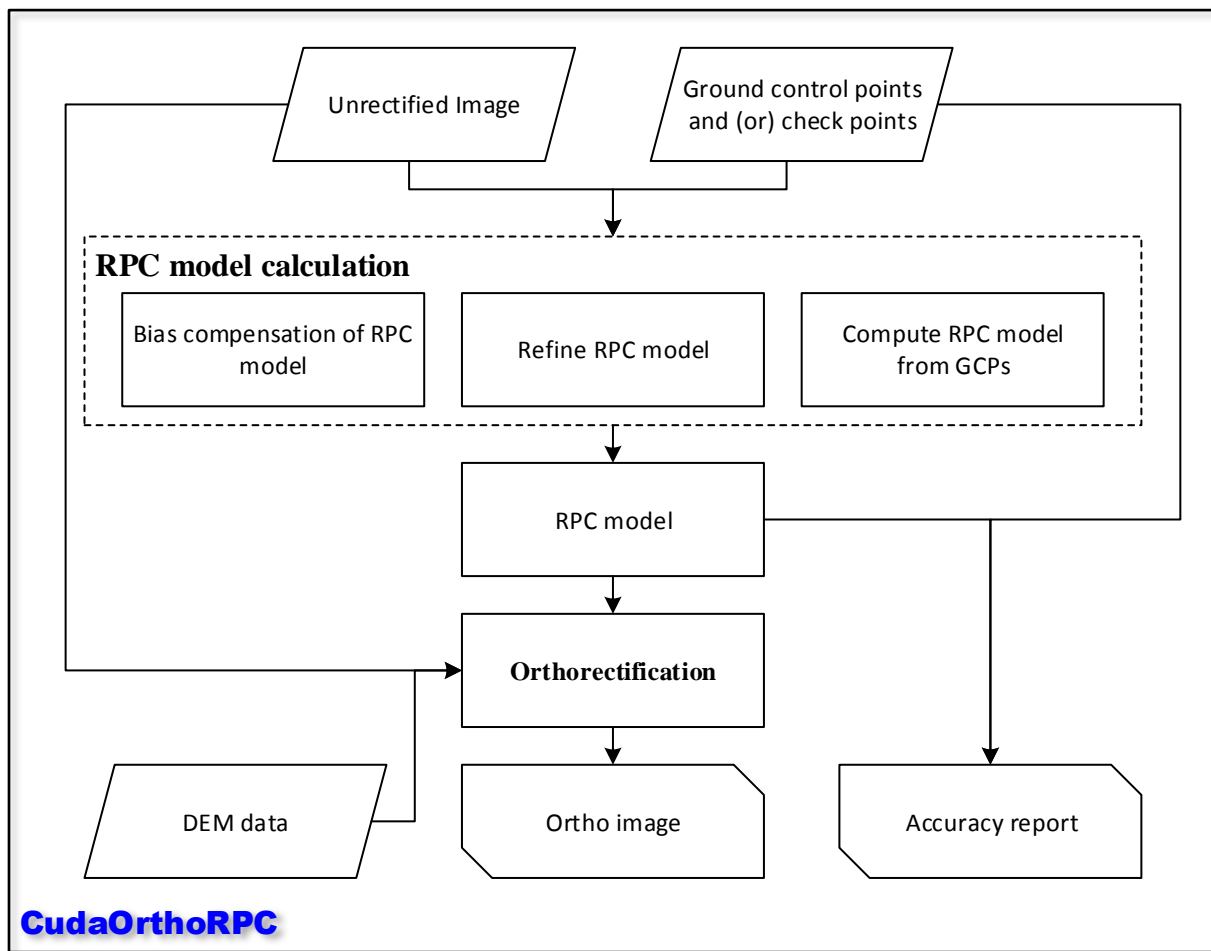 Unrectified Image
Ground control points
and (or) check points
RPC model calculation
Bias compensation of RPC
model
Refine RPC model
Compute RPC model
from GCPs
RPC model
Orthorectification
DEM data
Ortho image
Accuracy report
CudaOrthoRPC